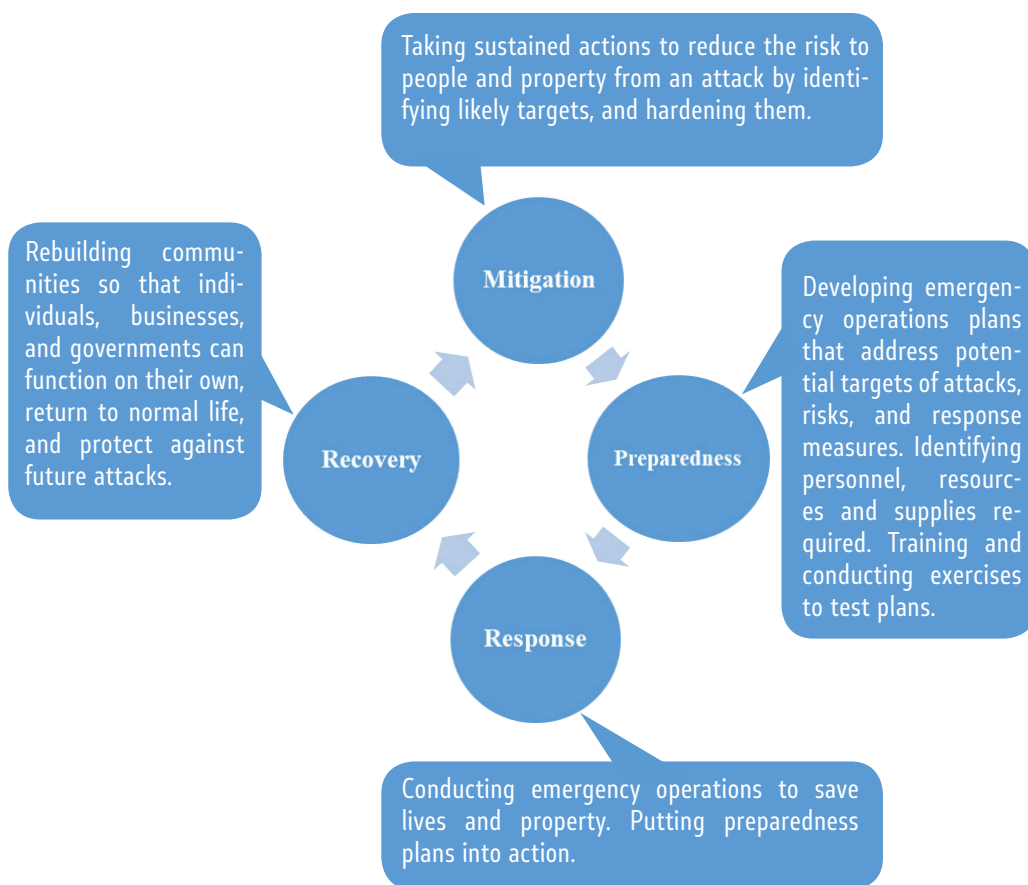 Taking sustained actions to reduce the risk to
people and property from an attack by identi-
fying likely targets, and hardening them.
Mitigation
Rebuilding commu-
nities so that indi-
viduals, businesses,
and governments can
function on their own,
return to normal life,
and protect against
future attacks.
Recovery
Preparedness
Developing emergen-
cy operations plans
that address poten-
tial targets of attacks,
risks, and response
measures. Identifying
personnel, resourc-
es and supplies re-
quired. Training and
conducting exercises
to test plans.
Response
Conducting emergency operations to save
lives and property. Putting preparedness
plans into action.